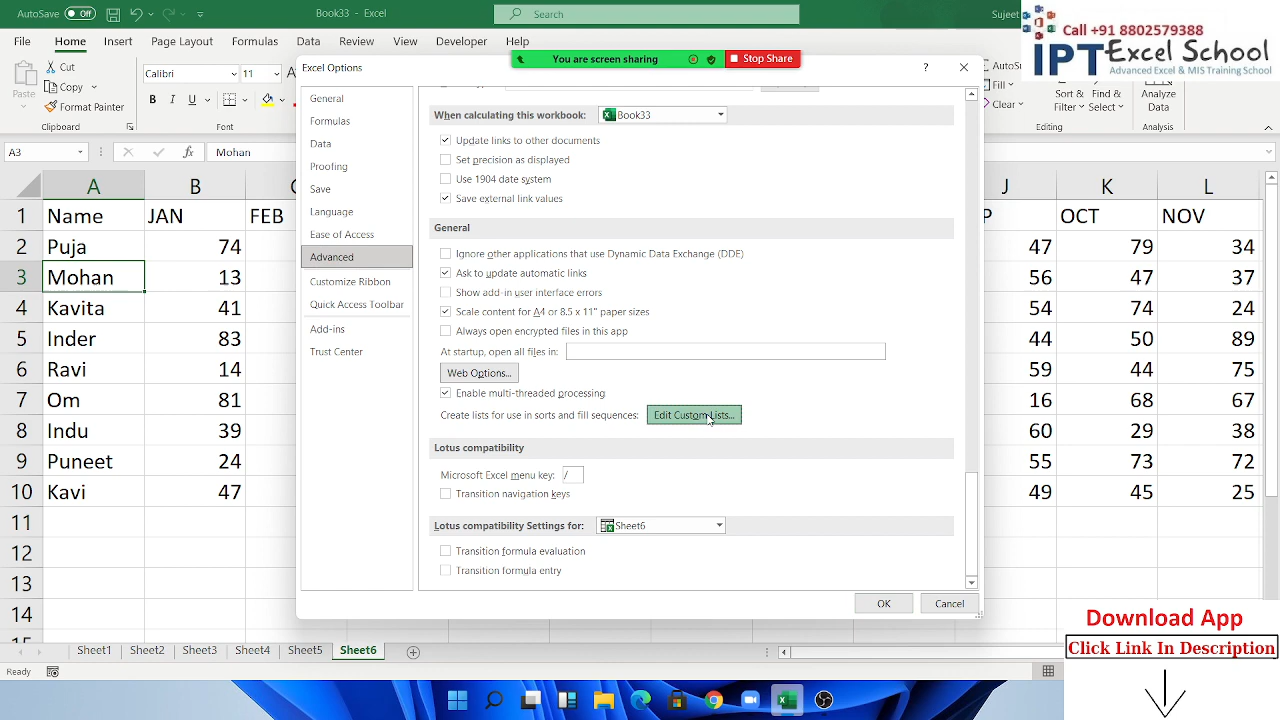 AutoSave Off
Book33 - Excel
Search
Sujeet
File Home Insert Page Layout Formulas Data View Developer Help
Call +91 8802579388
IPT Excel School
Advanced Excel & MIS Training School
You are screen sharing
Stop Share
Paste
Cut
Copy
Format Painter
Clipboard
Calibri 11
B I U
Font
AutoSum
Clear
Sort & Filter
Find & Select
Editing
Analyze Data
Analysis
A3
fx Mohan
Excel Options
?
General
Formulas
Data
Proofing
Save
Language
Ease of Access
Advanced
Customize Ribbon
Quick Access Toolbar
Add-ins
Trust Center
When calculating this workbook: Book33
Update links to other documents
Set precision as displayed
Use 1904 date system
Save external link values
General
Ignore other applications that use Dynamic Data Exchange (DDE)
Ask to update automatic links
Show add-in user interface errors
Scale content for A4 or 8.5 x 11" paper sizes
Always open encrypted files in this app
At startup, open all files in:
Web Options...
Enable multi-threaded processing
Create lists for use in sorts and fill sequences: Edit Custom Lists...
Lotus compatibility
Microsoft Excel menu key: /
Transition navigation keys
Lotus compatibility Settings for: Sheet6
Transition formula evaluation
Transition formula entry
OK Cancel
A B J K L
1 Name JAN FEB P OCT NOV
2 Puja 74 47 79 34
3 Mohan 13 56 47 37
4 Kavita 41 54 74 24
5 Inder 83 44 50 89
6 Ravi 14 59 44 75
7 Om 81 16 68 67
8 Indu 39 60 29 38
9 Puneet 24 55 73 72
10 Kavi 47 49 45 25
11
12
13
14
15
Sheet1 Sheet2 Sheet3 Sheet4 Sheet5 Sheet6
Ready
Download App
Click Link In Description